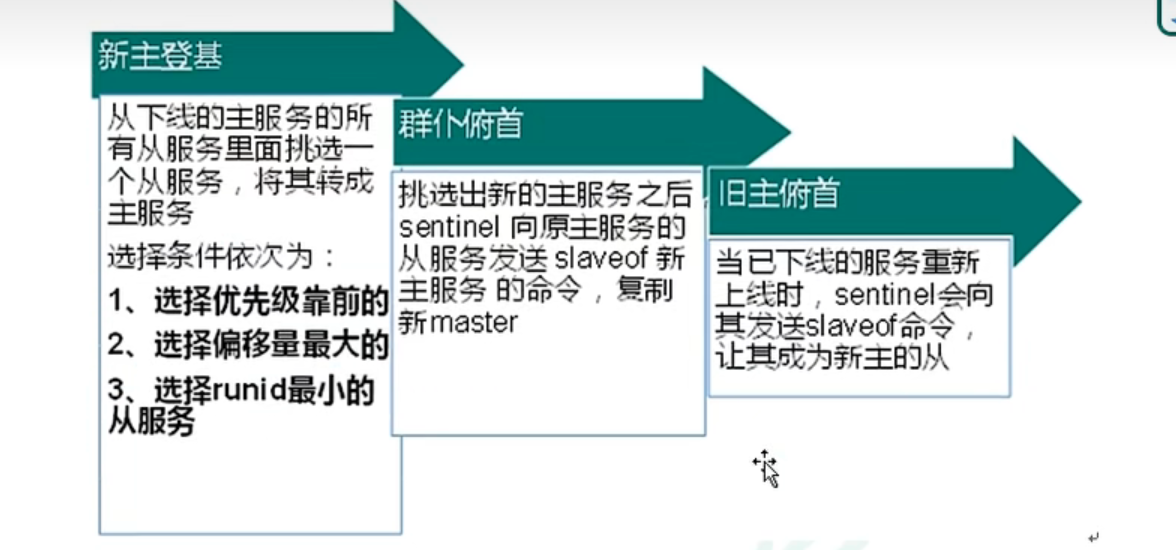 新主登基
从下线的主服务的所
有从服务里面挑选一
个从服务，将其转成
主服务
选择条件依次为：
1、选择优先级靠前的
2、选择偏移量最大的
3、选择runid最小的
从服务
群仆俯首
挑选出新的主服务之后，
sentinel 向原主服务的
从服务发送 slaveof 新
主服务 的命令，复制
新master
旧主俯首
当已下线的服务重新
上线时，sentinel会向
其发送slaveof命令，
让其成为新主的从